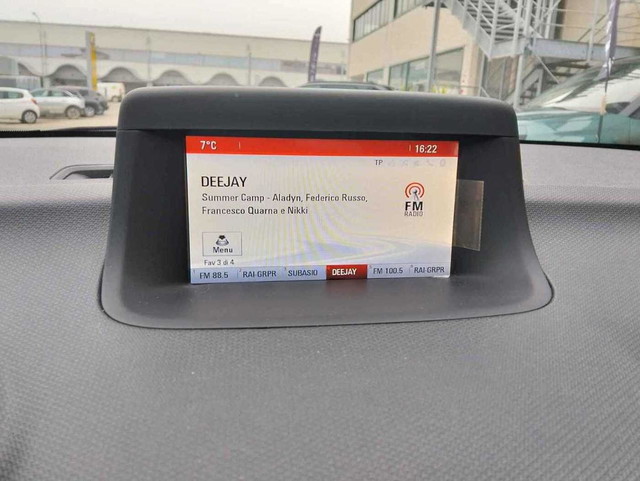 7°C
16:22
TP
DEEJAY
Summer Camp - Aladyn, Federico Russo,
Francesco Quarna e Nikki
FM
RADIO
Menu
Fav 3 di 4
FM 88.5 RAI-GRPR SUBASIO DEEJAY FM 100.5 RAI-GRPR